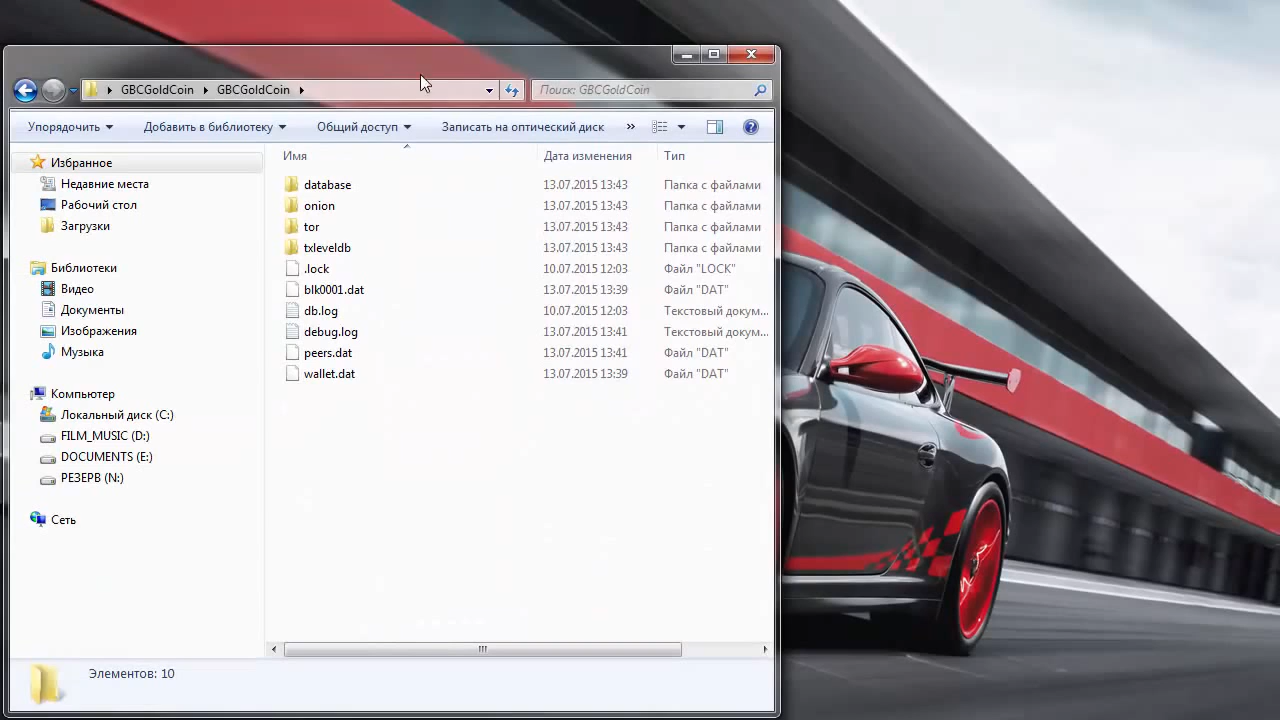 GBCGoldCoin GBCGoldCoin Поиск: GBCGoldCoin
Упорядочить Добавить в библиотеку Общий доступ Записать на оптический диск »
Избранное
Недавние места
Рабочий стол
Загрузки
Библиотеки
Видео
Документы
Изображения
Музыка
Компьютер
Локальный диск (C:)
FILM_MUSIC (D:)
DOCUMENTS (E:)
РЕЗЕРВ (N:)
Сеть
Имя Дата изменения Тип
database 13.07.2015 13:43 Папка с файлами
onion 13.07.2015 13:43 Папка с файлами
tor 13.07.2015 13:43 Папка с файлами
txleveldb 13.07.2015 13:43 Папка с файлами
.lock 10.07.2015 12:03 Файл "LOCK"
blk0001.dat 13.07.2015 13:39 Файл "DAT"
db.log 10.07.2015 12:03 Текстовый докум...
debug.log 13.07.2015 13:41 Текстовый докум...
peers.dat 13.07.2015 13:41 Файл "DAT"
wallet.dat 13.07.2015 13:39 Файл "DAT"
Элементов: 10